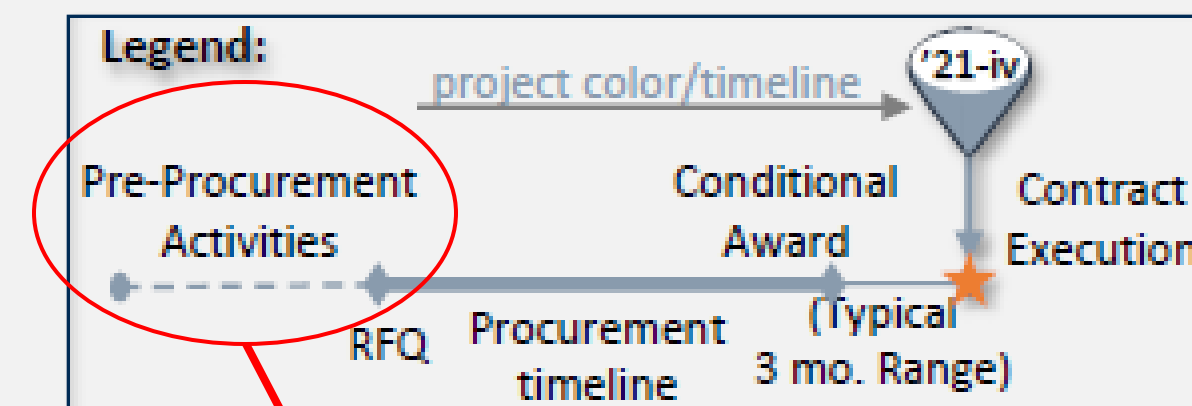 Legend:
project color/timeline
'21-iv
Pre-Procurement
Activities
Conditional
Award
Contract
Execution
RFQ
Procurement
timeline
(Typical
3 mo. Range)